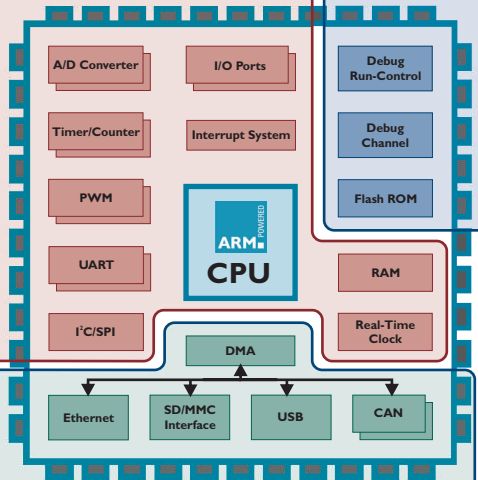 A/D Converter
I/O Ports
Debug
Run-Control
Timer/Counter
Interrupt System
Debug
Channel
PWM
ARM POWERED
CPU
Flash ROM
UART
RAM
I²C/SPI
Real-Time
Clock
DMA
Ethernet
SD/MMC
Interface
USB
CAN